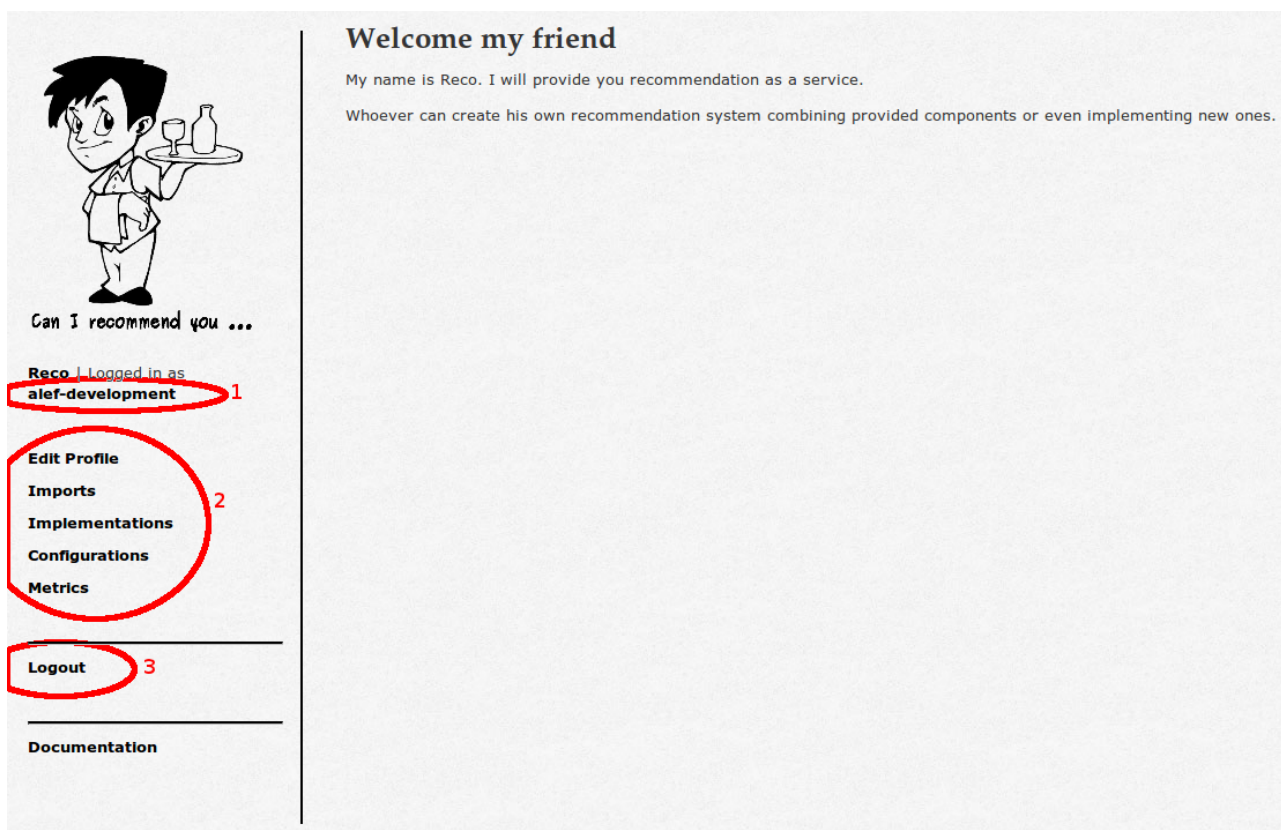 Can I recommend you ...
Reco | Logged in as
alef-development
1
Edit Profile
Imports
Implementations
Configurations
Metrics
2
Logout
3
Documentation
Welcome my friend
My name is Reco. I will provide you recommendation as a service.
Whoever can create his own recommendation system combining provided components or even implementing new ones.